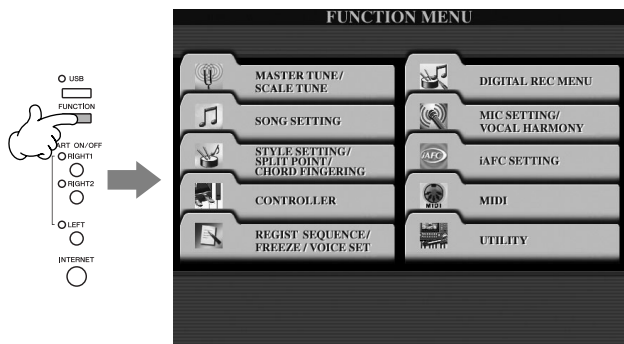 USB
FUNCTION
ART ON/OFF
RIGHT1
RIGHT2
LEFT
INTERNET
FUNCTION MENU
MASTER TUNE/
SCALE TUNE
SONG SETTING
STYLE SETTING/
SPLIT POINT/
CHORD FINGERING
CONTROLLER
REGIST SEQUENCE/
FREEZE / VOICE SET
DIGITAL REC MENU
MIC SETTING/
VOCAL HARMONY
iAFC
iAFC SETTING
MIDI
MIDI
UTILITY